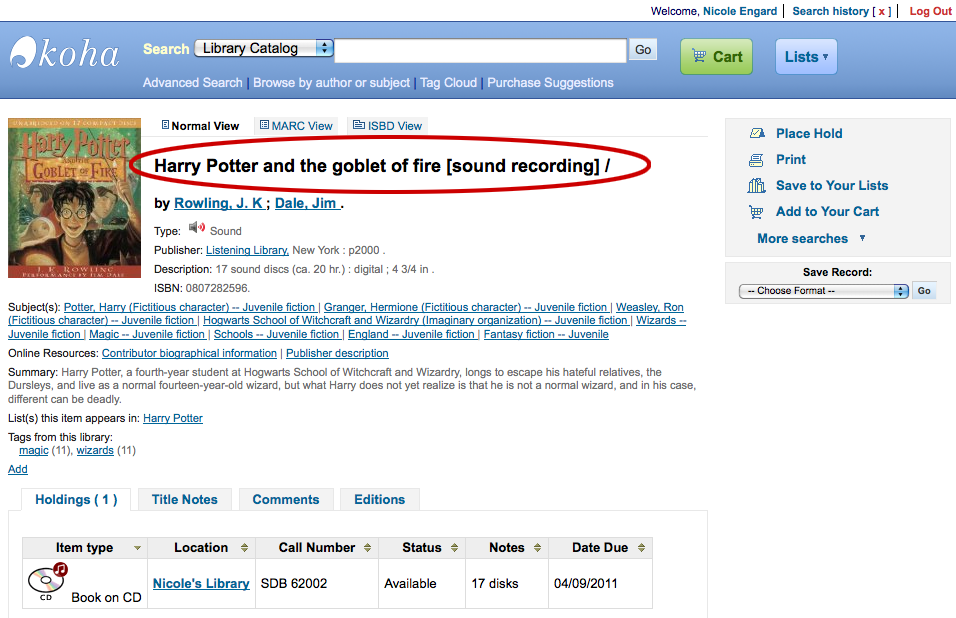 Welcome, Nicole Engard | Search history [ x ] | Log Out
koha
Search Library Catalog Go Cart Lists ▾
Advanced Search | Browse by author or subject | Tag Cloud | Purchase Suggestions
UNABRIDGED ON 17 COMPACT DISCS
Harry Potter
AND THE
GOBLET OF FIRE
J. K. ROWLING
PERFORMED BY JIM DALE
Normal View MARC View ISBD View
Harry Potter and the goblet of fire [sound recording] /
by Rowling, J. K ; Dale, Jim .
Type: Sound
Publisher: Listening Library, New York : p2000 .
Description: 17 sound discs (ca. 20 hr.) : digital ; 4 3/4 in .
ISBN: 0807282596.
Subject(s): Potter, Harry (Fictitious character) -- Juvenile fiction | Granger, Hermione (Fictitious character) -- Juvenile fiction | Weasley, Ron
(Fictitious character) -- Juvenile fiction | Hogwarts School of Witchcraft and Wizardry (Imaginary organization) -- Juvenile fiction | Wizards --
Juvenile fiction | Magic -- Juvenile fiction | Schools -- Juvenile fiction | England -- Juvenile fiction | Fantasy fiction -- Juvenile
Online Resources: Contributor biographical information | Publisher description
Summary: Harry Potter, a fourth-year student at Hogwarts School of Witchcraft and Wizardry, longs to escape his hateful relatives, the
Dursleys, and live as a normal fourteen-year-old wizard, but what Harry does not yet realize is that he is not a normal wizard, and in his case,
different can be deadly.
List(s) this item appears in: Harry Potter
Tags from this library:
magic (11), wizards (11)
Add
Place Hold
Print
Save to Your Lists
Add to Your Cart
More searches ▾
Save Record:
-- Choose Format -- Go
Holdings ( 1 ) Title Notes Comments Editions
Item type Location Call Number Status Notes Date Due
CD Book on CD Nicole's Library SDB 62002 Available 17 disks 04/09/2011